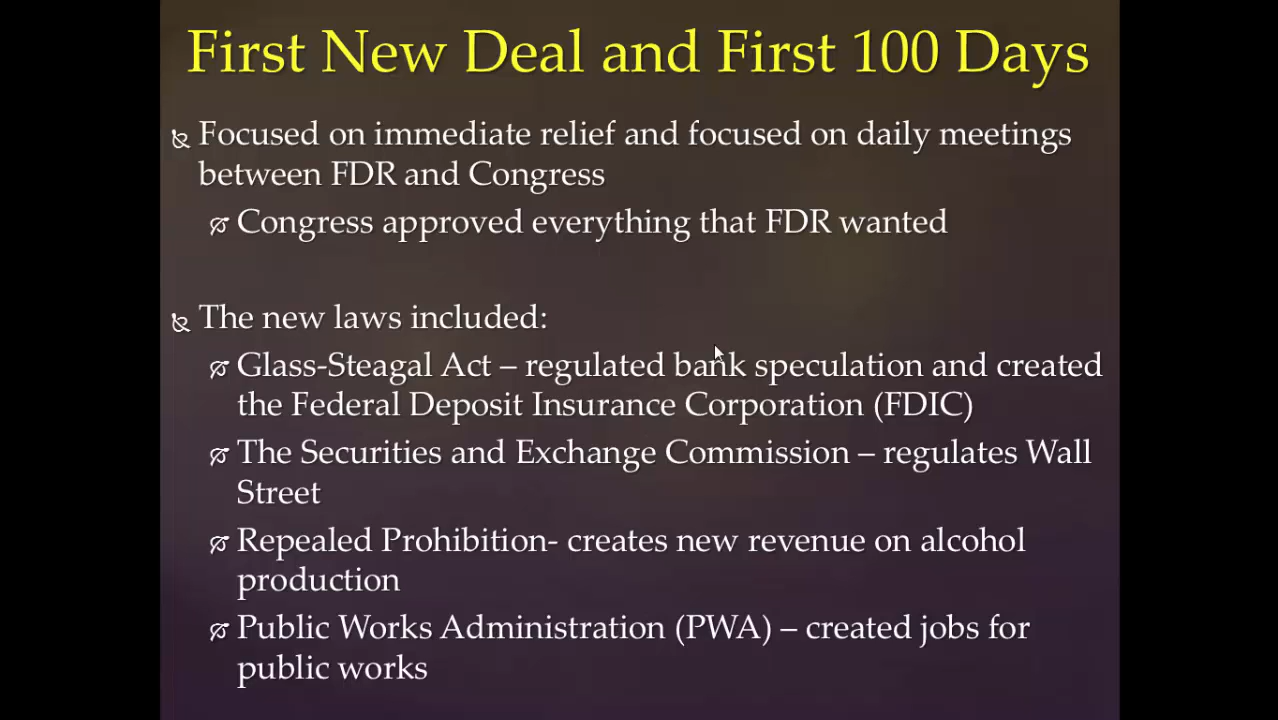 First New Deal and First 100 Days
Focused on immediate relief and focused on daily meetings
between FDR and Congress
Congress approved everything that FDR wanted
The new laws included:
Glass-Steagal Act – regulated bank speculation and created
the Federal Deposit Insurance Corporation (FDIC)
The Securities and Exchange Commission – regulates Wall
Street
Repealed Prohibition- creates new revenue on alcohol
production
Public Works Administration (PWA) – created jobs for
public works